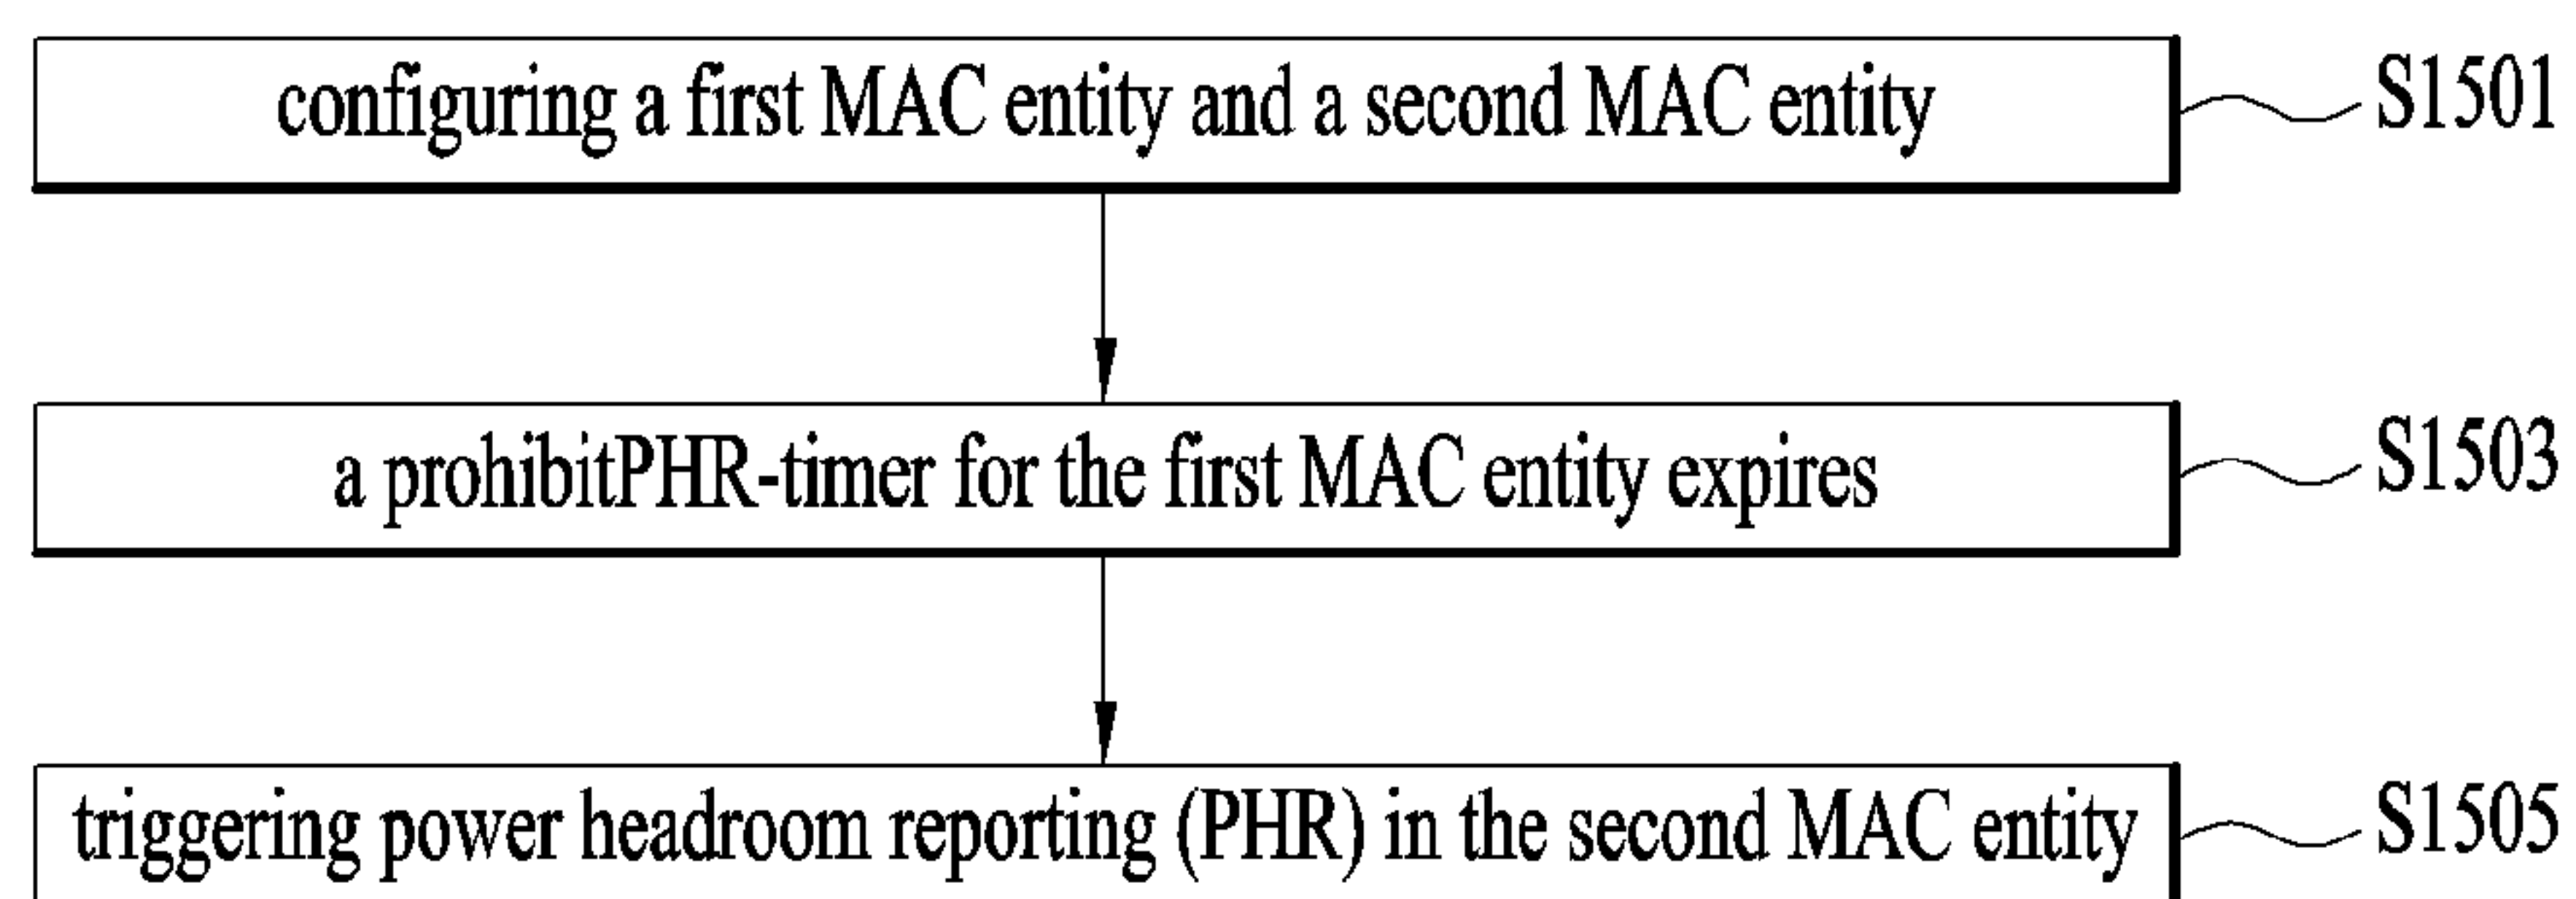 configuring a first MAC entity and a second MAC entity S1501
a prohibitPHR-timer for the first MAC entity expires S1503
triggering power headroom reporting (PHR) in the second MAC entity S1505